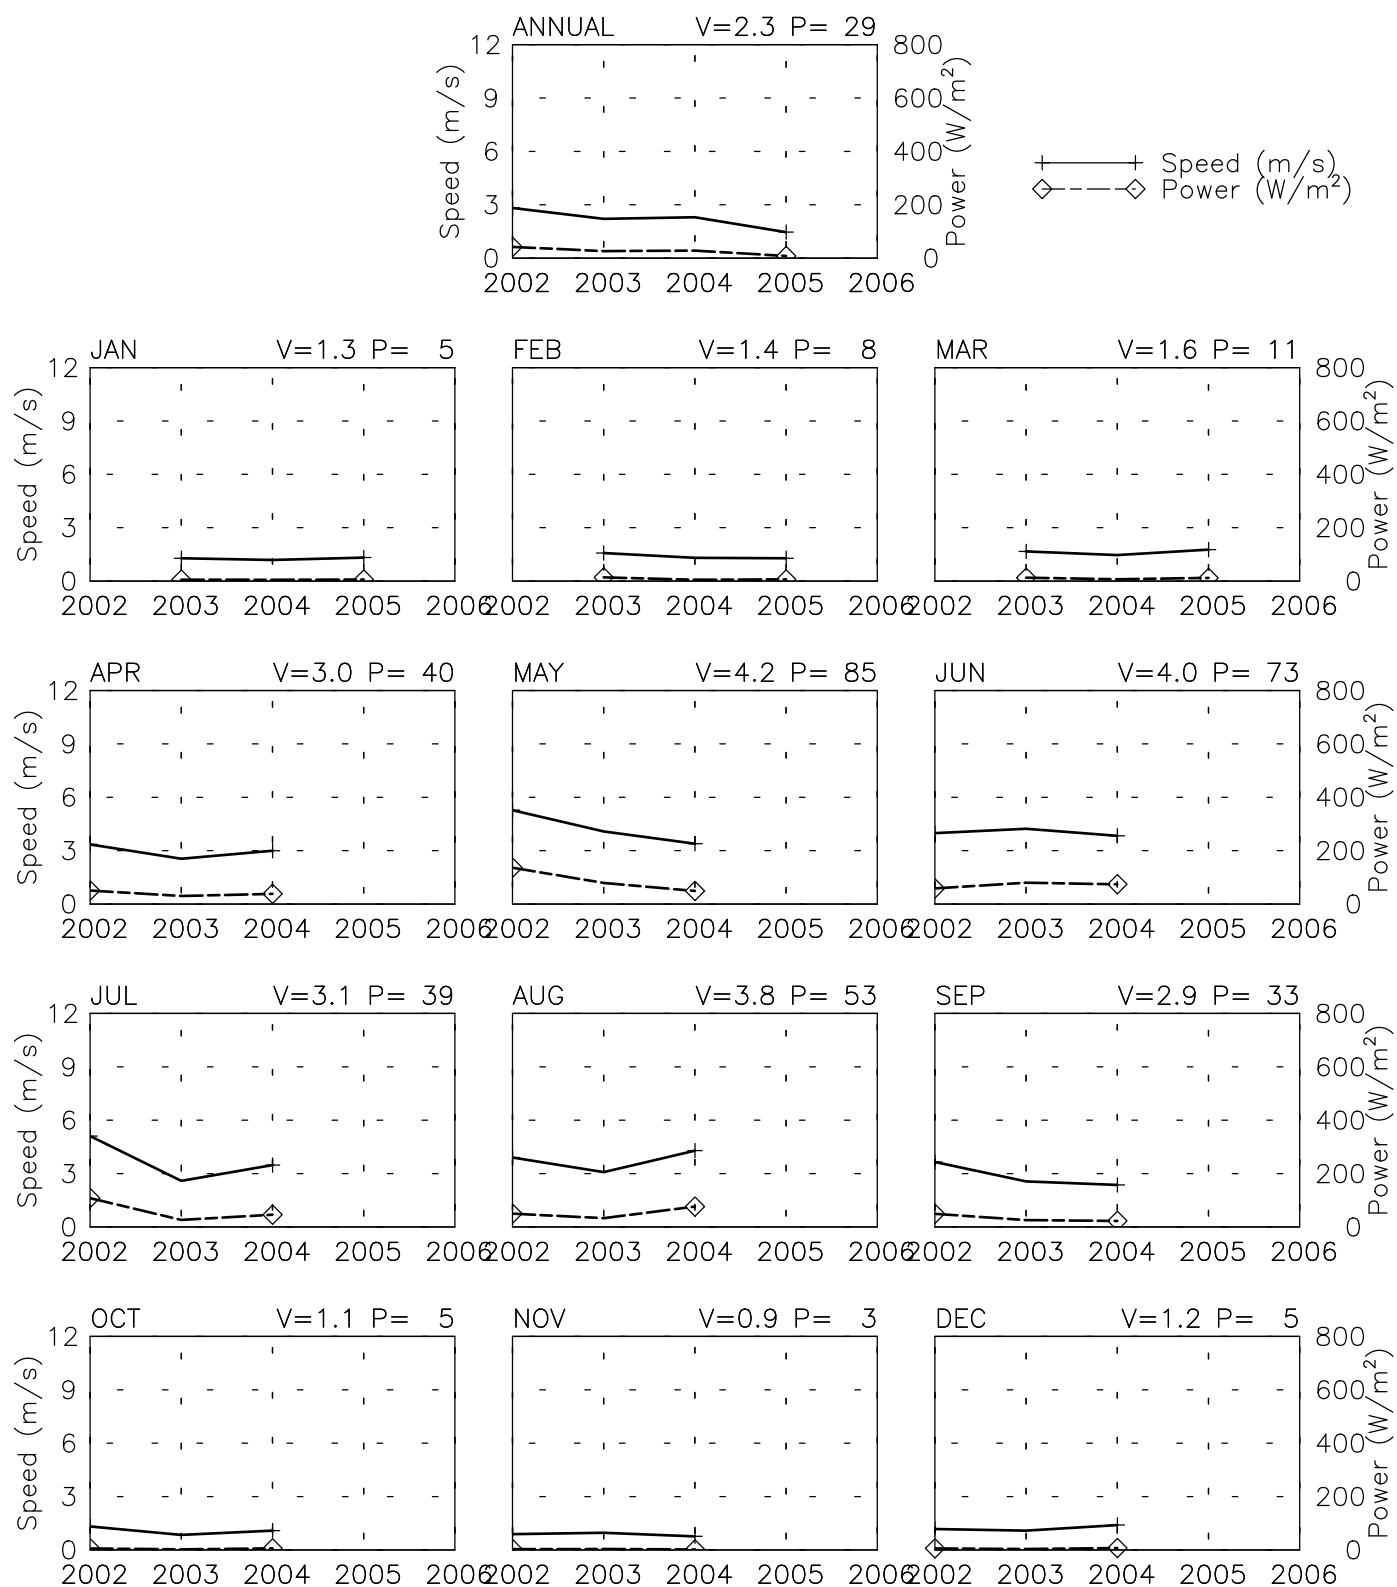 ANNUAL V=2.3 P= 29
12 800
9 600
6 400
3 200
0 0
Speed (m/s)
Power (W/m²)
2002 2003 2004 2005 2006
Speed (m/s)
Power (W/m²)
JAN V=1.3 P= 5 FEB V=1.4 P= 8 MAR V=1.6 P= 11
12 800
9 600
6 400
3 200
0 0
Speed (m/s)
Power (W/m²)
2002 2003 2004 2005 2006 2002 2003 2004 2005 2006 2002 2003 2004 2005 2006
APR V=3.0 P= 40 MAY V=4.2 P= 85 JUN V=4.0 P= 73
12 800
9 600
6 400
3 200
0 0
Speed (m/s)
Power (W/m²)
2002 2003 2004 2005 2006 2002 2003 2004 2005 2006 2002 2003 2004 2005 2006
JUL V=3.1 P= 39 AUG V=3.8 P= 53 SEP V=2.9 P= 33
12 800
9 600
6 400
3 200
0 0
Speed (m/s)
Power (W/m²)
2002 2003 2004 2005 2006 2002 2003 2004 2005 2006 2002 2003 2004 2005 2006
OCT V=1.1 P= 5 NOV V=0.9 P= 3 DEC V=1.2 P= 5
12 800
9 600
6 400
3 200
0 0
Speed (m/s)
Power (W/m²)
2002 2003 2004 2005 2006 2002 2003 2004 2005 2006 2002 2003 2004 2005 2006